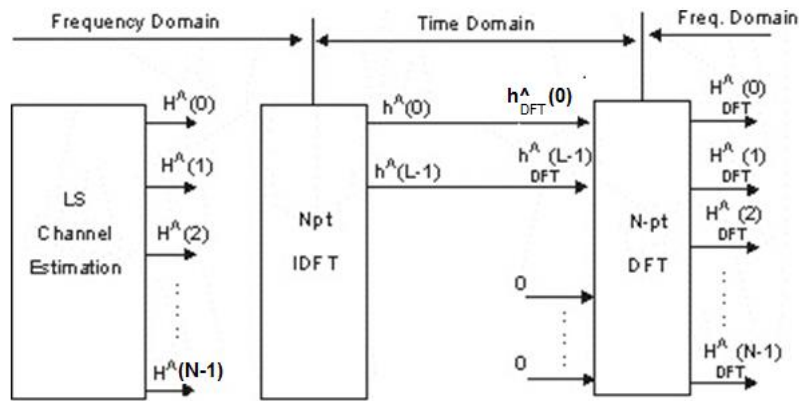 Frequency Domain
Time Domain
Freq. Domain
LS
Channel
Estimation
H^(0)
H^(1)
H^(2)
H^(N-1)
Npt
IDFT
h^(0)
h^(L-1)
h^DFT(0)
h^(L-1)
DFT
0
0
N-pt
DFT
H^(0)
DFT
H^(1)
DFT
H^(2)
DFT
H^(N-1)
DFT